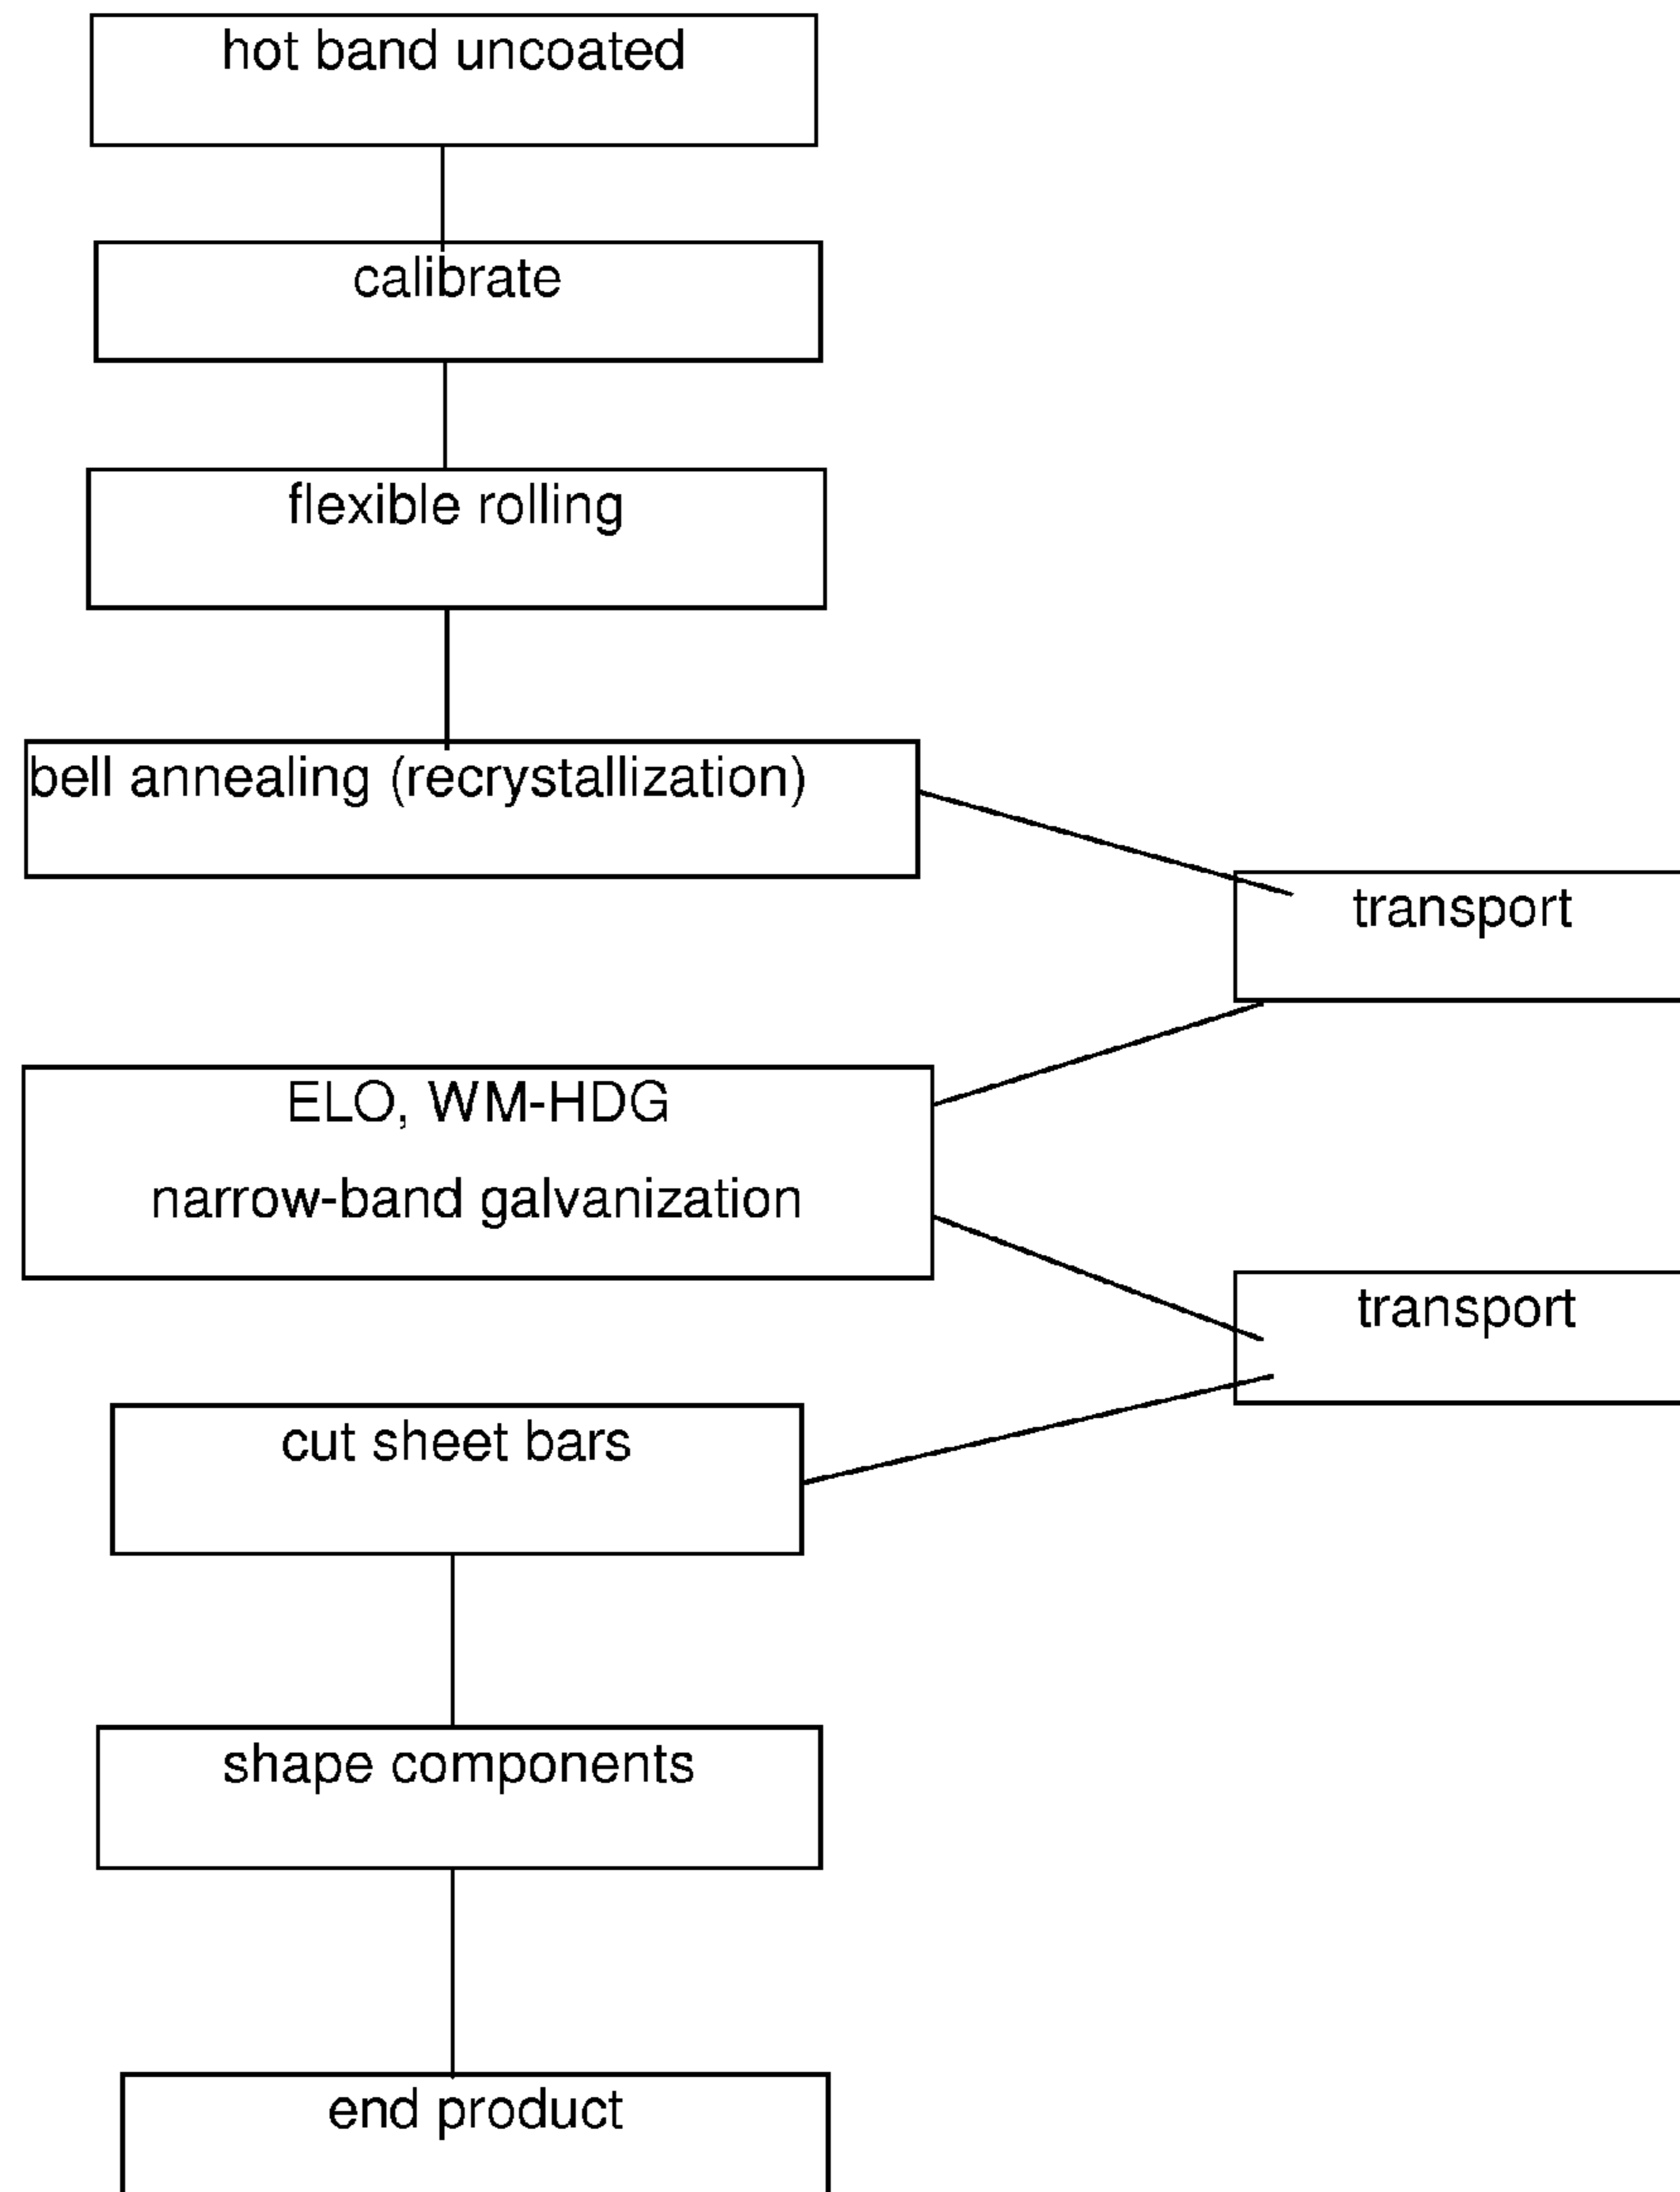 hot band uncoated
calibrate
flexible rolling
bell annealing (recrystallization)
transport
ELO, WM-HDG
narrow-band galvanization
transport
cut sheet bars
shape components
end product